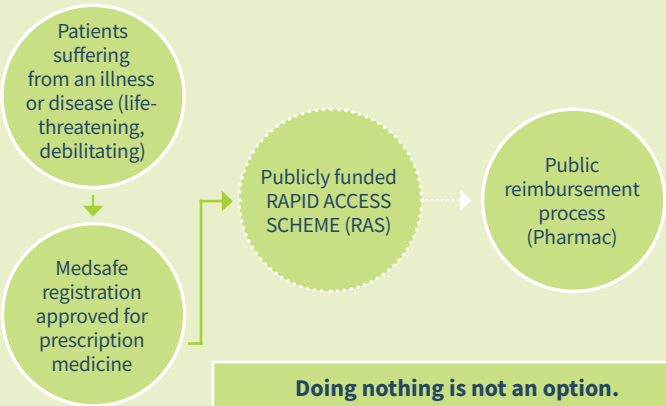 Patients
suffering
from an illness
or disease (life-
threatening,
debilitating)
Medsafe
registration
approved for
prescription
medicine
Publicly funded
RAPID ACCESS
SCHEME (RAS)
Public
reimbursement
process
(Pharmac)
Doing nothing is not an option.